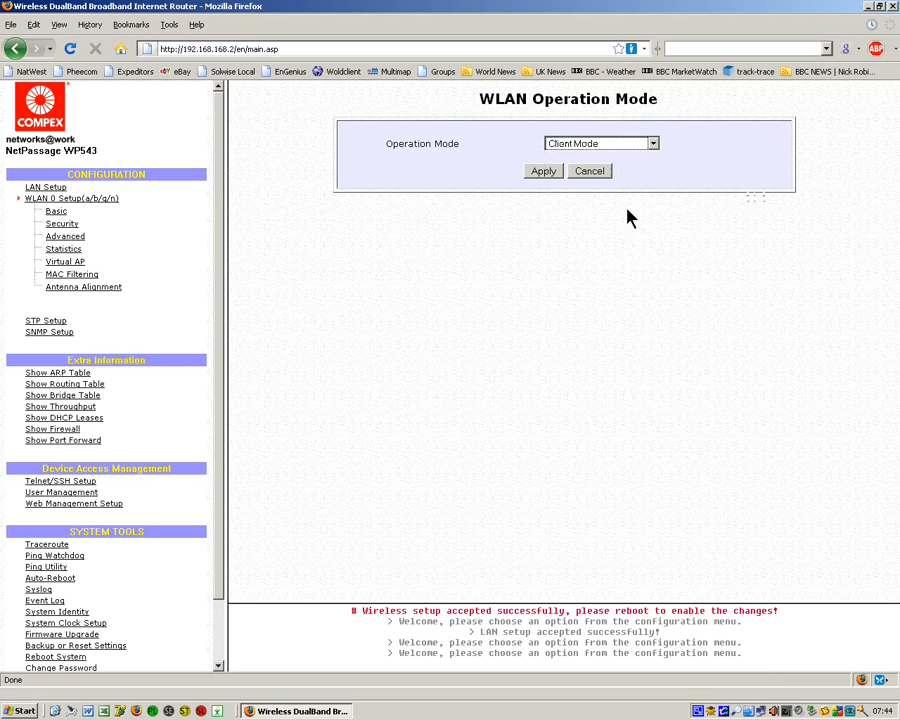 Wireless DualBand Broadband Internet Router - Mozilla Firefox
File Edit View History Tools Help
http://192.168.168.2/en/main.asp
NatWest Pheecom Expeditors eBay Solwise Local EnGenius Worldclient Multimap Groups World News UK News BBC - Weather BBC MarketWatch track-trace BBC NEWS | Nick Robi...
COMPEX
networks@work
NetPassage WP543
CONFIGURATION
LAN Setup
WLAN 0 Setup(a/b/g/n)
Basic
Security
Advanced
Statistics
Virtual AP
MAC Filtering
Antenna Alignment
STP Setup
SNMP Setup
Extra Information
Show ARP Table
Show Routing Table
Show Bridge Table
Show Throughput
Show DHCP Leases
Show Firewall
Show Port Forward
Device Access Management
Telnet/SSH Setup
User Management
Web Management Setup
SYSTEM TOOLS
Traceroute
Ping Watchdog
Ping Utility
Auto-Reboot
Syslog
Event Log
System Identity
System Clock Setup
Firmware Upgrade
Backup or Reset Settings
Reboot System
Change Password
WLAN Operation Mode
Operation Mode Client Mode
Apply Cancel
# Wireless setup accepted successfully, please reboot to enable the changes!
> Welcome, please choose an option from the configuration menu.
> LAN setup accepted successfully!
> Welcome, please choose an option from the configuration menu.
> Welcome, please choose an option from the configuration menu.
Done
Start Wireless DualBand Br... 07:44